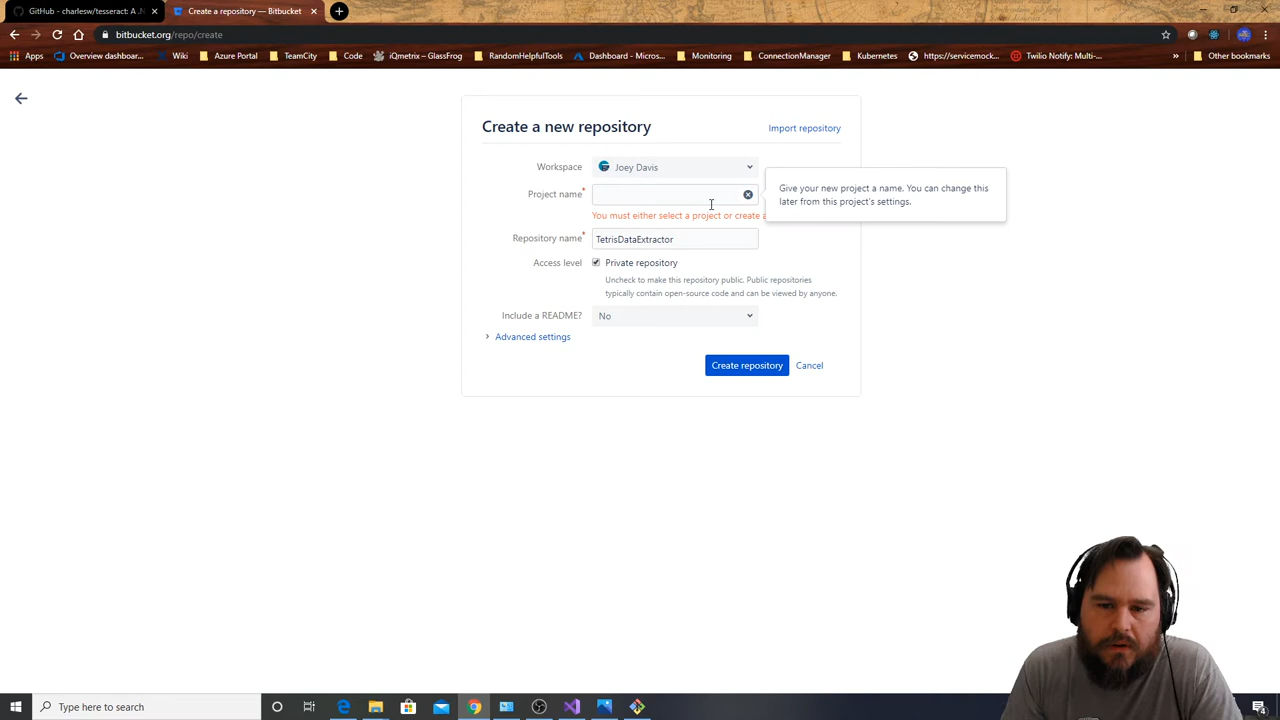 GitHub - charlesw/tesseract: A .N
Create a repository — Bitbucket
bitbucket.org/repo/create
Apps
Overview dashboar...
Wiki
Azure Portal
TeamCity
Code
iQmetrix – GlassFrog
RandomHelpfulTools
Dashboard - Micros...
Monitoring
ConnectionManager
Kubernetes
https://servicemock...
Twilio Notify: Multi-...
»
Other bookmarks
Create a new repository
Import repository
Workspace
Joey Davis
Project name*
Give your new project a name. You can change this
later from this project's settings.
You must either select a project or create a
Repository name*
TetrisDataExtractor
Access level
Private repository
Uncheck to make this repository public. Public repositories
typically contain open-source code and can be viewed by anyone.
Include a README?
No
Advanced settings
Create repository
Cancel
Type here to search